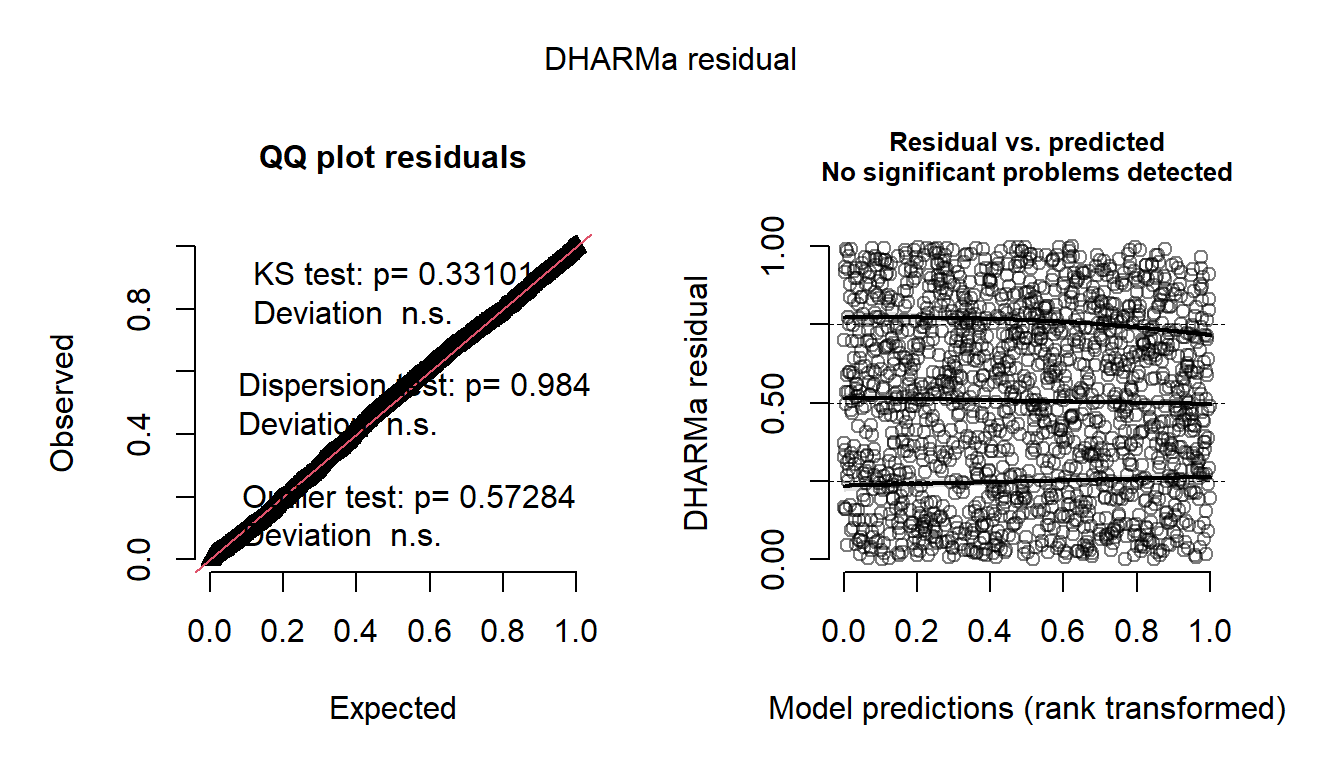 DHARMa residual
QQ plot residuals
KS test: p= 0.33101
Deviation  n.s.
Dispersion test: p= 0.984
Deviation  n.s.
Outlier test: p= 0.57284
Deviation  n.s.
Observed
0.0
0.4
0.8
0.0 0.2 0.4 0.6 0.8 1.0
Expected
Residual vs. predicted
No significant problems detected
DHARMa residual
0.00
0.50
1.00
0.0 0.2 0.4 0.6 0.8 1.0
Model predictions (rank transformed)